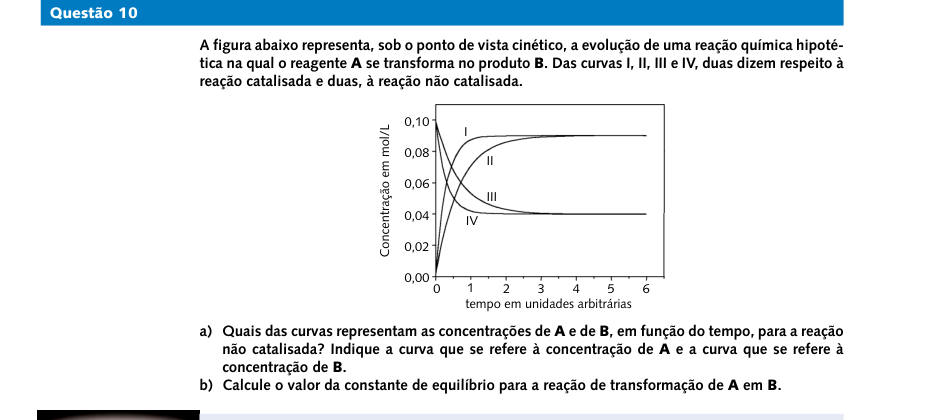 Questão 10
A figura abaixo representa, sob o ponto de vista cinético, a evolução de uma reação química hipoté-
tica na qual o reagente A se transforma no produto B. Das curvas I, II, III e IV, duas dizem respeito à
reação catalisada e duas, à reação não catalisada.
Concentração em mol/L
0,10
0,08
0,06
0,04
0,02
0,00
I
II
III
IV
0 1 2 3 4 5 6
tempo em unidades arbitrárias
a) Quais das curvas representam as concentrações de A e de B, em função do tempo, para a reação
não catalisada? Indique a curva que se refere à concentração de A e a curva que se refere à
concentração de B.
b) Calcule o valor da constante de equilíbrio para a reação de transformação de A em B.